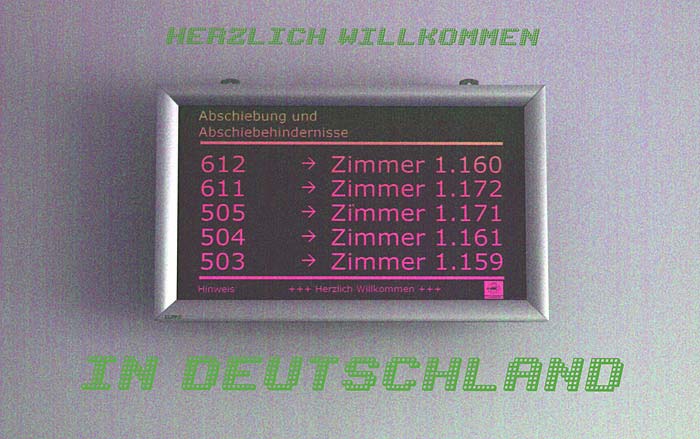 HERZLICH WILLKOMMEN
Abschiebung und
Abschiebehindernisse
612 → Zimmer 1.160
611 → Zimmer 1.172
505 → Zimmer 1.171
504 → Zimmer 1.161
503 → Zimmer 1.159
Hinweis +++ Herzlich Willkommen +++
IN DEUTSCHLAND